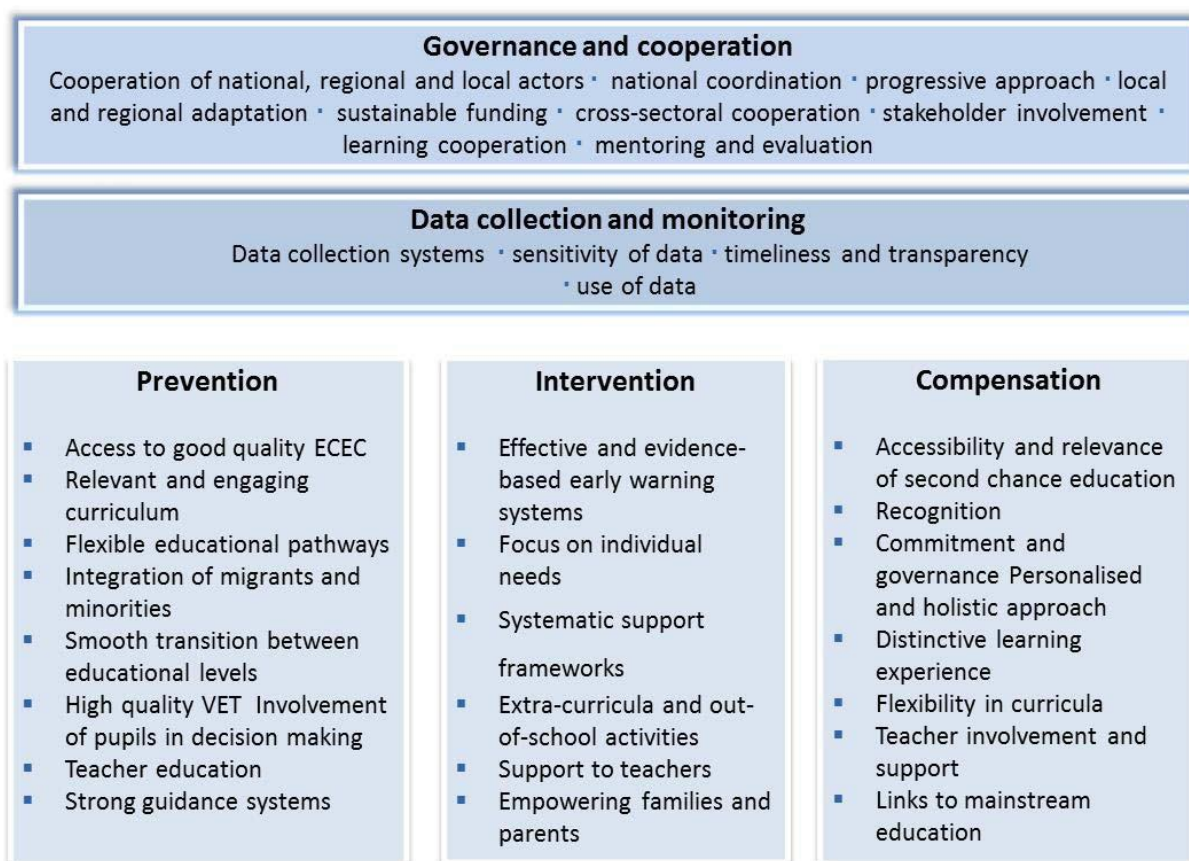 Governance and cooperation
Cooperation of national, regional and local actors · national coordination · progressive approach · local
and regional adaptation · sustainable funding · cross-sectoral cooperation · stakeholder involvement ·
learning cooperation · mentoring and evaluation
Data collection and monitoring
Data collection systems · sensitivity of data · timeliness and transparency
· use of data
Prevention
▪ Access to good quality ECEC
▪ Relevant and engaging
curriculum
▪ Flexible educational pathways
▪ Integration of migrants and
minorities
▪ Smooth transition between
educational levels
▪ High quality VET Involvement
of pupils in decision making
▪ Teacher education
▪ Strong guidance systems
Intervention
▪ Effective and evidence-
based early warning
systems
▪ Focus on individual
needs
▪ Systematic support
frameworks
▪ Extra-curricula and out-
of-school activities
▪ Support to teachers
▪ Empowering families and
parents
Compensation
▪ Accessibility and relevance
of second chance education
▪ Recognition
▪ Commitment and
governance Personalised
and holistic approach
▪ Distinctive learning
experience
▪ Flexibility in curricula
▪ Teacher involvement and
support
▪ Links to mainstream
education